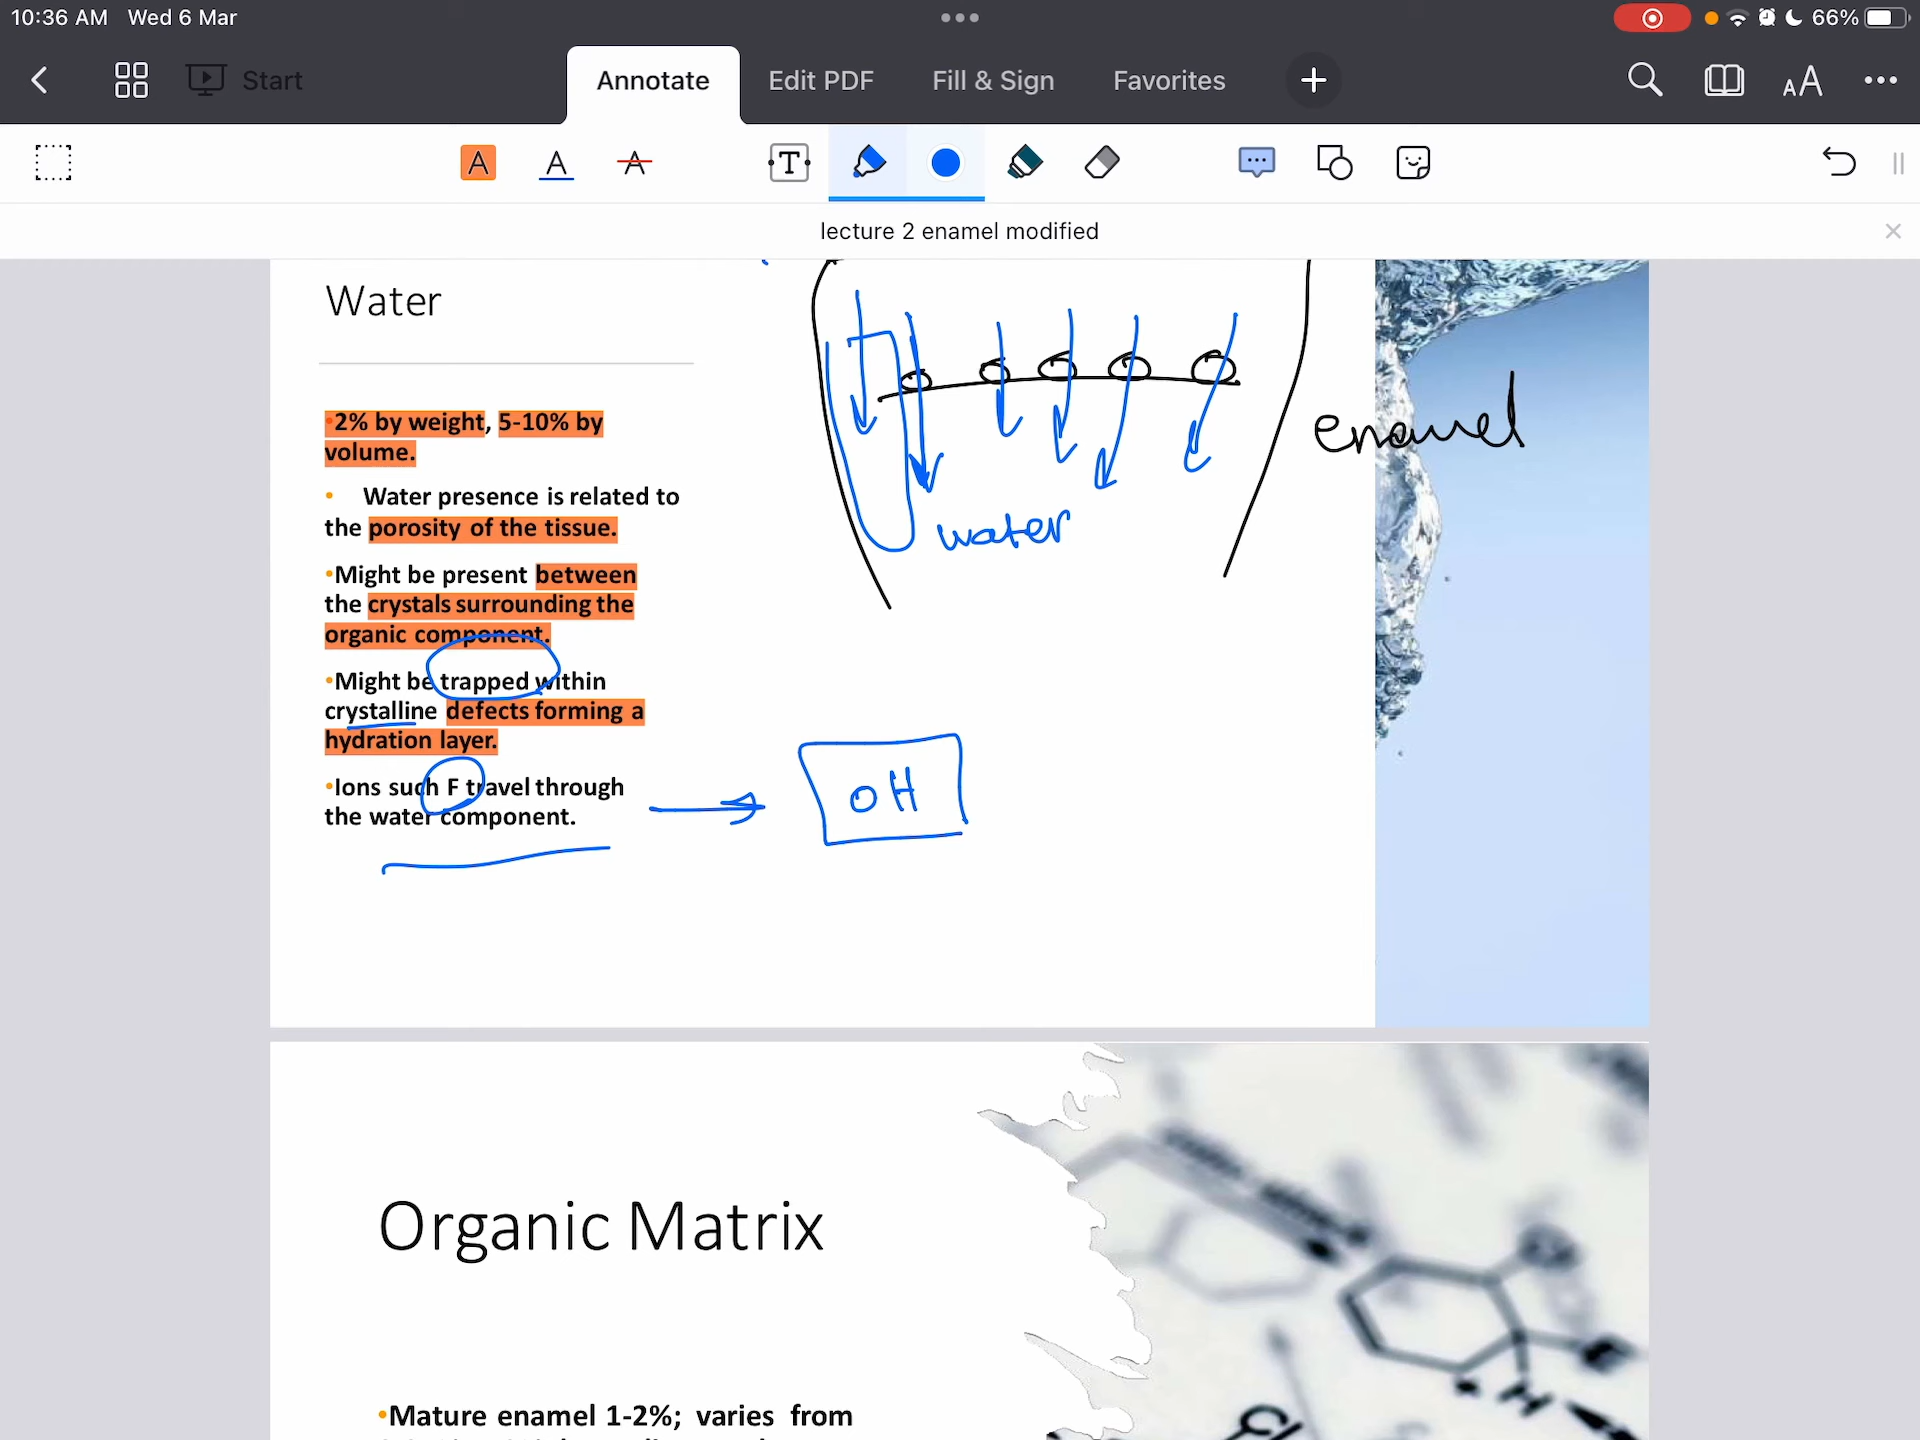 10:36 AM Wed 6 Mar
66%
Start
Annotate
Edit PDF
Fill & Sign
Favorites
AA
A
A
A
T
lecture 2 enamel modified
Water
•2% by weight, 5-10% by
volume.
• Water presence is related to
the porosity of the tissue.
•Might be present between
the crystals surrounding the
organic component.
•Might be trapped within
crystalline defects forming a
hydration layer.
•Ions such F travel through
the water component.
enamel
water
OH
Organic Matrix
•Mature enamel 1-2%; varies from
H
Cl